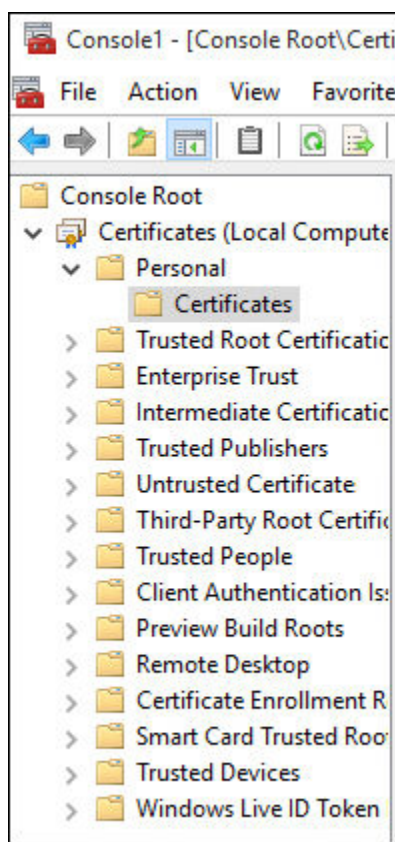 Console1 - [Console Root\Certi
File Action View Favorite
Console Root
Certificates (Local Compute
Personal
Certificates
Trusted Root Certificatic
Enterprise Trust
Intermediate Certificatic
Trusted Publishers
Untrusted Certificate
Third-Party Root Certific
Trusted People
Client Authentication Is
Preview Build Roots
Remote Desktop
Certificate Enrollment R
Smart Card Trusted Roo
Trusted Devices
Windows Live ID Token